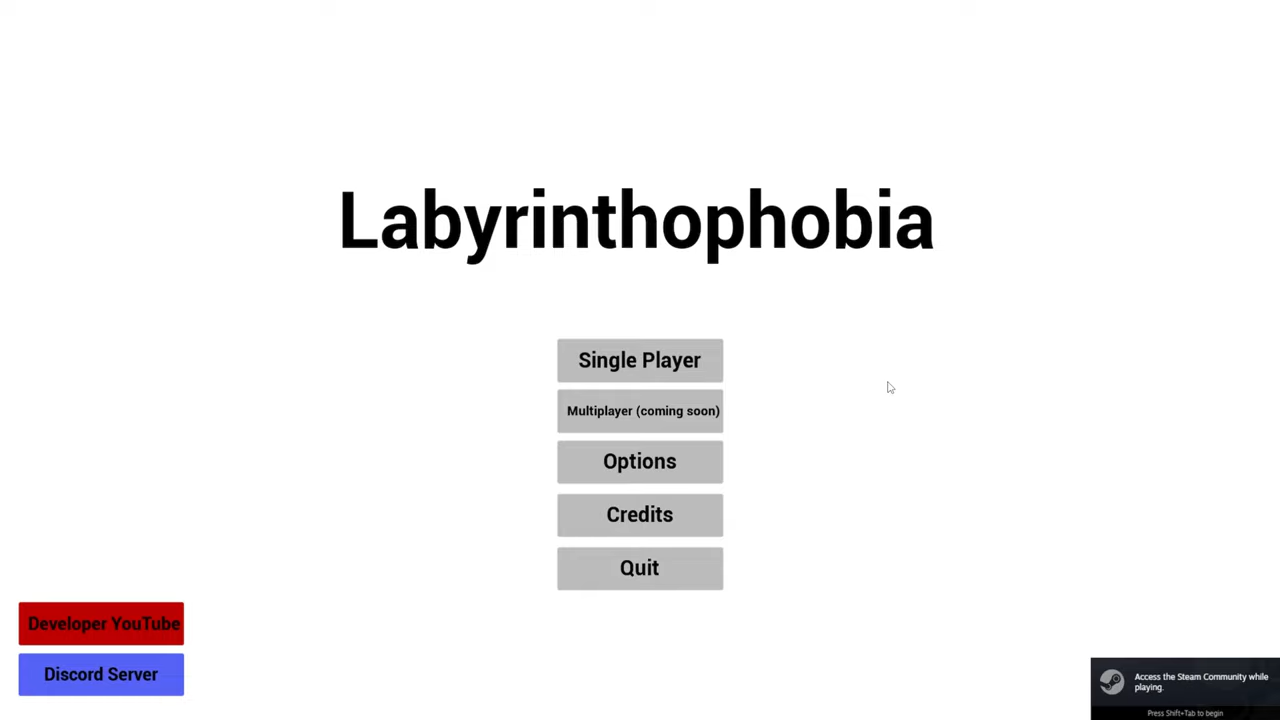 Labyrinthophobia
Single Player
Multiplayer (coming soon)
Options
Credits
Quit
Developer YouTube
Discord Server
Access the Steam Community while
playing.
Press Shift+Tab to begin